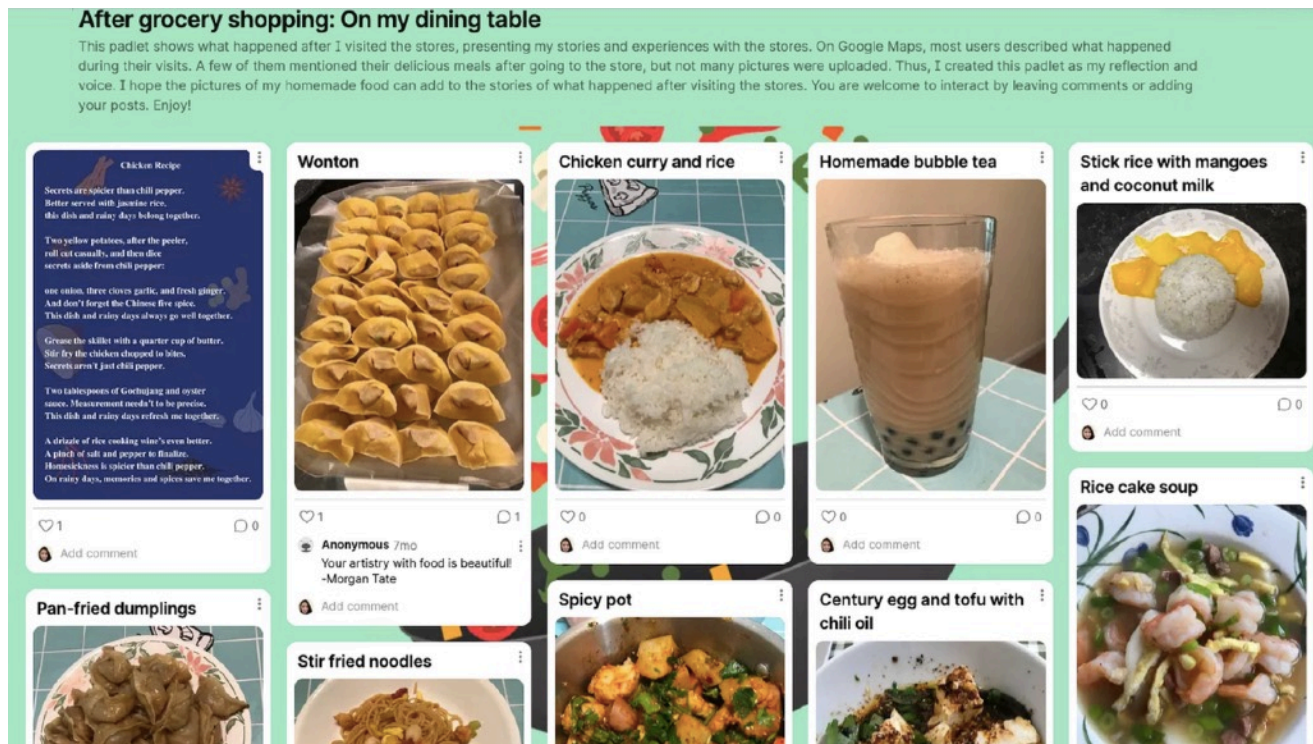 After grocery shopping: On my dining table
This padlet shows what happened after I visited the stores, presenting my stories and experiences with the stores. On Google Maps, most users described what happened
during their visits. A few of them mentioned their delicious meals after going to the store, but not many pictures were uploaded. Thus, I created this padlet as my reflection and
voice. I hope the pictures of my homemade food can add to the stories of what happened after visiting the stores. You are welcome to interact by leaving comments or adding
your posts. Enjoy!
Chicken Recipe
Secrets are spicier than chili pepper.
Better served with jasmine rice,
this dish and rainy days belong together.
Two yellow potatoes, after the peeler,
roll cut casually, and then dice
secrets aside from chili pepper:
one onion, three cloves garlic, and fresh ginger.
And don't forget the Chinese five spice.
This dish and rainy days always go well together.
Grease the skillet with a quarter cup of butter.
Stir fry the chicken chopped to bites.
Secrets aren't just chili pepper.
Two tablespoons of Gochujang and oyster
sauce. Measurement needn't to be precise.
This dish and rainy days refresh me together.
A drizzle of rice cooking wine's even better.
A pinch of salt and pepper to finalize.
Homesickness is spicier than chili pepper.
On rainy days, memories and spices save me together.
1
0
Add comment
Pan-fried dumplings
Wonton
1
1
Anonymous 7mo
Your artistry with food is beautiful!
-Morgan Tate
Add comment
Stir fried noodles
Chicken curry and rice
0
0
Add comment
Spicy pot
Homemade bubble tea
0
0
Add comment
Century egg and tofu with
chili oil
Stick rice with mangoes
and coconut milk
0
0
Add comment
Rice cake soup